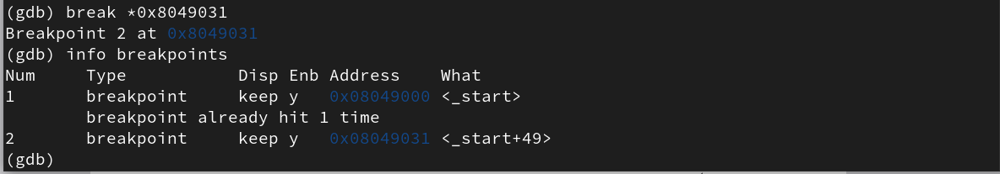 (gdb) break *0x8049031
Breakpoint 2 at 0x8049031
(gdb) info breakpoints
Num     Type           Disp Enb Address    What
1       breakpoint     keep y   0x08049000 <_start>
        breakpoint already hit 1 time
2       breakpoint     keep y   0x08049031 <_start+49>
(gdb)